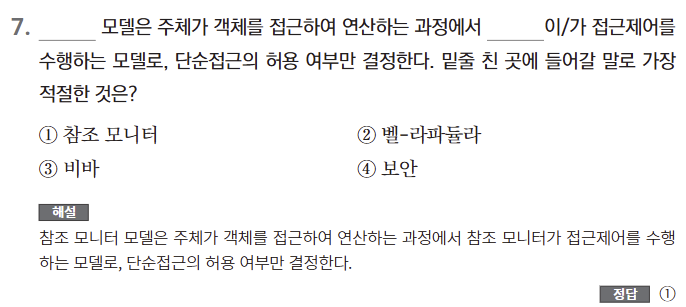 7. ______ 모델은 주체가 객체를 접근하여 연산하는 과정에서 ______이/가 접근제어를
수행하는 모델로, 단순접근의 허용 여부만 결정한다. 밑줄 친 곳에 들어갈 말로 가장
적절한 것은?
① 참조 모니터 ② 벨-라파듈라
③ 비바 ④ 보안
해설
참조 모니터 모델은 주체가 객체를 접근하여 연산하는 과정에서 참조 모니터가 접근제어를 수행
하는 모델로, 단순접근의 허용 여부만 결정한다.
정답 ①